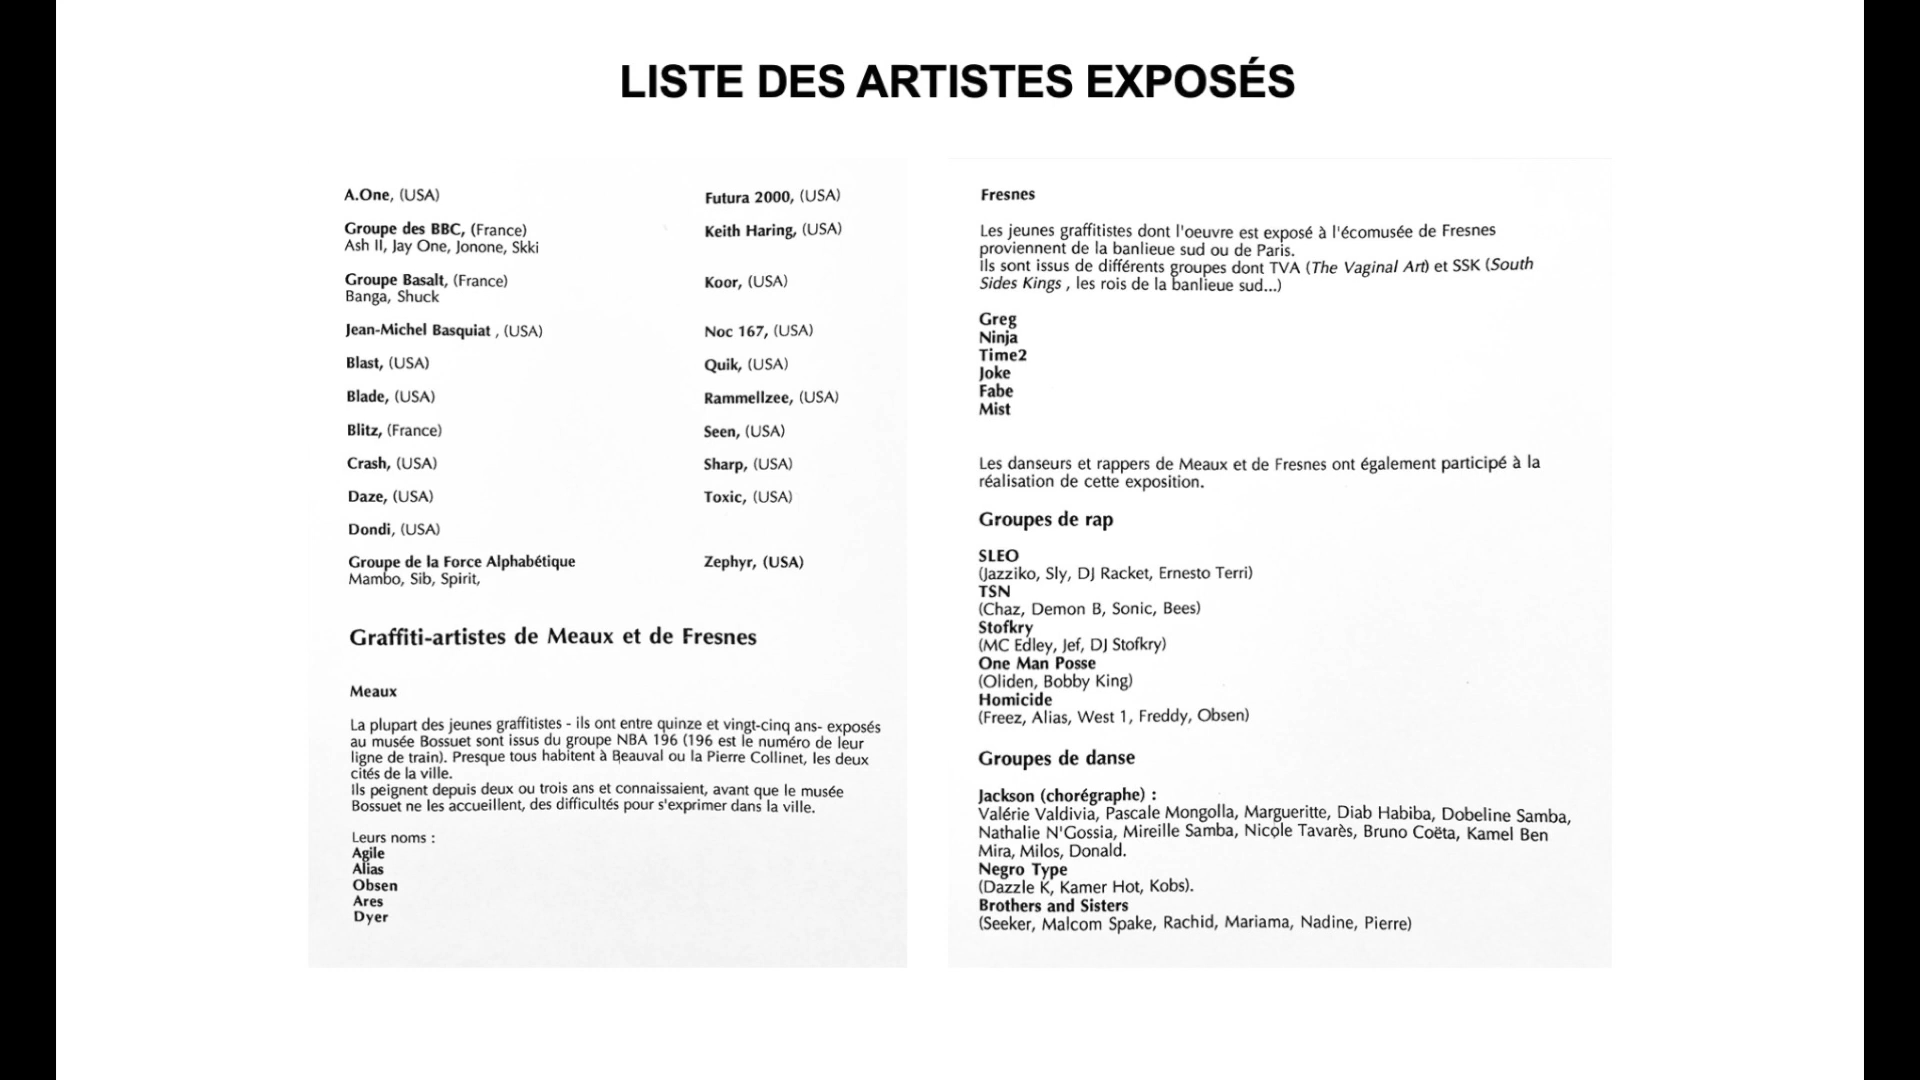 LISTE DES ARTISTES EXPOSÉS
A.One, (USA)
Groupe des BBC, (France)
Ash II, Jay One, Jonone, Skki
Groupe Basalt, (France)
Banga, Shuck
Jean-Michel Basquiat , (USA)
Blast, (USA)
Blade, (USA)
Blitz, (France)
Crash, (USA)
Daze, (USA)
Dondi, (USA)
Groupe de la Force Alphabétique
Mambo, Sib, Spirit,
Futura 2000, (USA)
Keith Haring, (USA)
Koor, (USA)
Noc 167, (USA)
Quik, (USA)
Rammellzee, (USA)
Seen, (USA)
Sharp, (USA)
Toxic, (USA)
Zephyr, (USA)
Graffiti-artistes de Meaux et de Fresnes
Meaux
La plupart des jeunes graffitistes - ils ont entre quinze et vingt-cinq ans- exposés
au musée Bossuet sont issus du groupe NBA 196 (196 est le numéro de leur
ligne de train). Presque tous habitent à Beauval ou la Pierre Collinet, les deux
cités de la ville.
Ils peignent depuis deux ou trois ans et connaissaient, avant que le musée
Bossuet ne les accueillent, des difficultés pour s'exprimer dans la ville.
Leurs noms :
Agile
Alias
Obsen
Ares
Dyer
Fresnes
Les jeunes graffitistes dont l'oeuvre est exposé à l'écomusée de Fresnes
proviennent de la banlieue sud ou de Paris.
Ils sont issus de différents groupes dont TVA (The Vaginal Art) et SSK (South
Sides Kings , les rois de la banlieue sud...)
Greg
Ninja
Time2
Joke
Fabe
Mist
Les danseurs et rappers de Meaux et de Fresnes ont également participé à la
réalisation de cette exposition.
Groupes de rap
SLEO
(Jazziko, Sly, DJ Racket, Ernesto Terri)
TSN
(Chaz, Demon B, Sonic, Bees)
Stofkry
(MC Edley, Jef, DJ Stofkry)
One Man Posse
(Oliden, Bobby King)
Homicide
(Freez, Alias, West 1, Freddy, Obsen)
Groupes de danse
Jackson (chorégraphe) :
Valérie Valdivia, Pascale Mongolla, Margueritte, Diab Habiba, Dobeline Samba,
Nathalie N'Gossia, Mireille Samba, Nicole Tavarès, Bruno Coëta, Kamel Ben
Mira, Milos, Donald.
Negro Type
(Dazzle K, Kamer Hot, Kobs).
Brothers and Sisters
(Seeker, Malcom Spake, Rachid, Mariama, Nadine, Pierre)